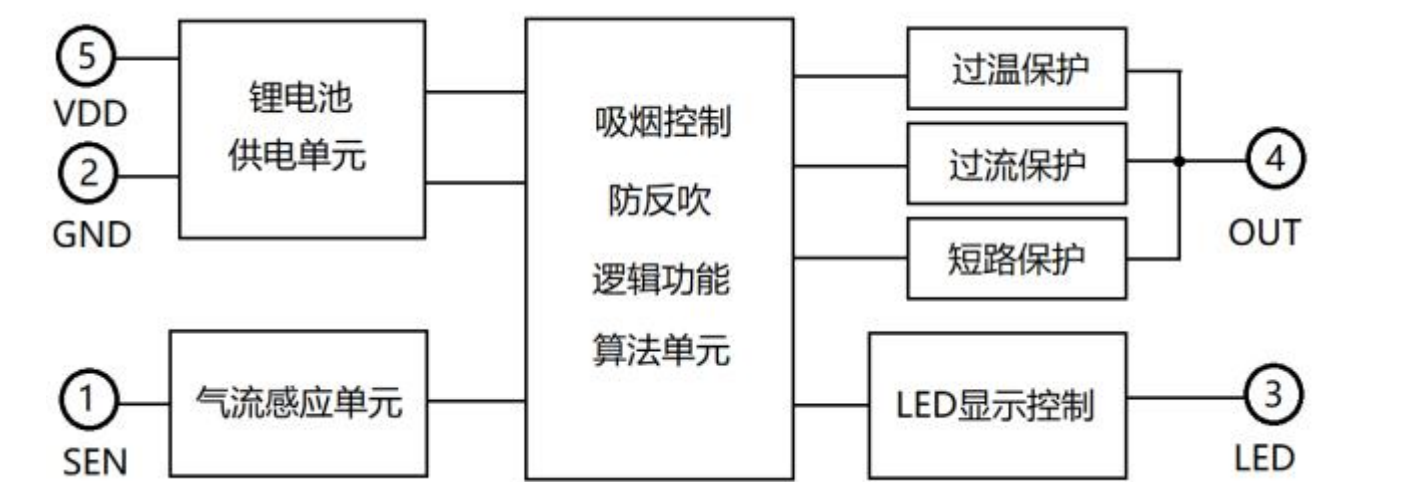 5
VDD
2
GND
锂电池
供电单元
1
SEN
气流感应单元
吸烟控制
防反吹
逻辑功能
算法单元
过温保护
过流保护
短路保护
4
OUT
LED显示控制
3
LED